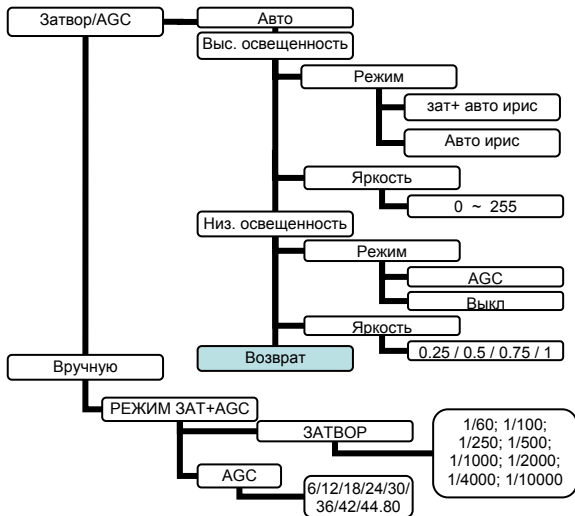 Затвор/AGC
Авто
Выс. освещенность
Режим
зат+ авто ирис
Авто ирис
Яркость
0 ~ 255
Низ. освещенность
Режим
AGC
Выкл
Яркость
0.25 / 0.5 / 0.75 / 1
Возврат
Вручную
РЕЖИМ ЗАТ+AGC
ЗАТВОР
1/60; 1/100;
1/250; 1/500;
1/1000; 1/2000;
1/4000; 1/10000
AGC
6/12/18/24/30/
36/42/44.80